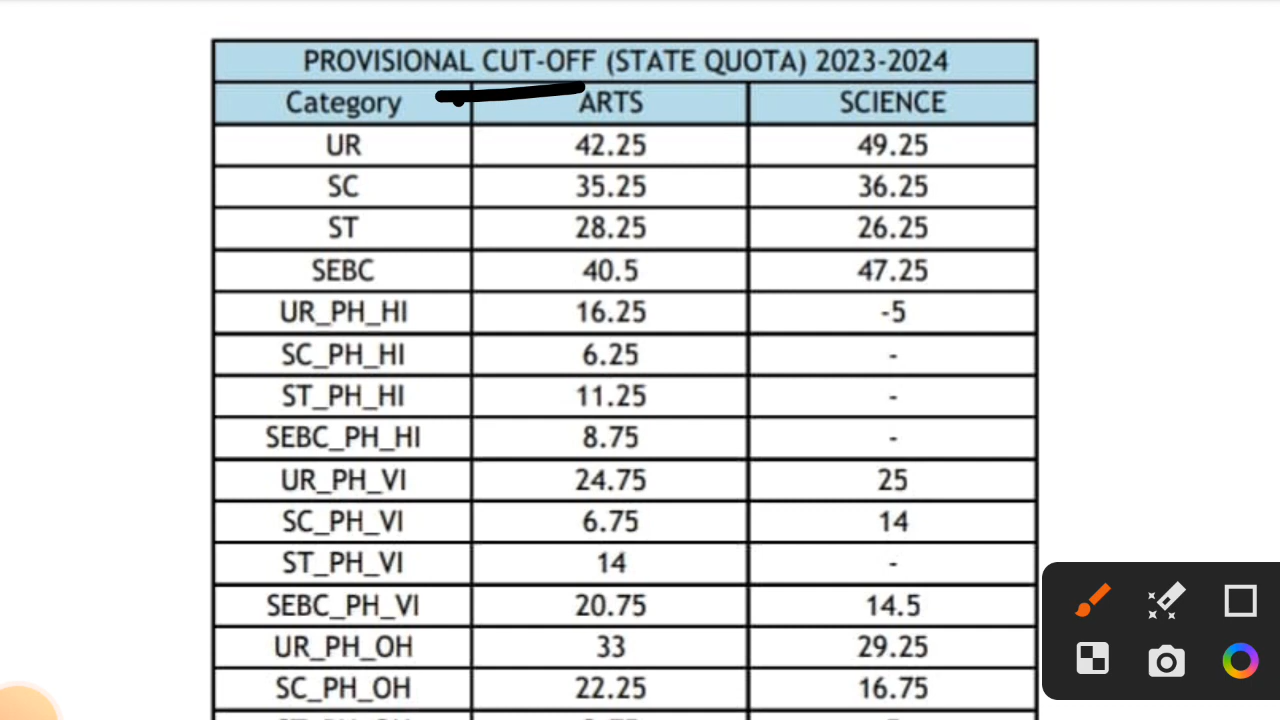 PROVISIONAL CUT-OFF (STATE QUOTA) 2023-2024
Category ARTS SCIENCE
UR 42.25 49.25
SC 35.25 36.25
ST 28.25 26.25
SEBC 40.5 47.25
UR_PH_HI 16.25 -5
SC_PH_HI 6.25 -
ST_PH_HI 11.25 -
SEBC_PH_HI 8.75 -
UR_PH_VI 24.75 25
SC_PH_VI 6.75 14
ST_PH_VI 14 -
SEBC_PH_VI 20.75 14.5
UR_PH_OH 33 29.25
SC_PH_OH 22.25 16.75